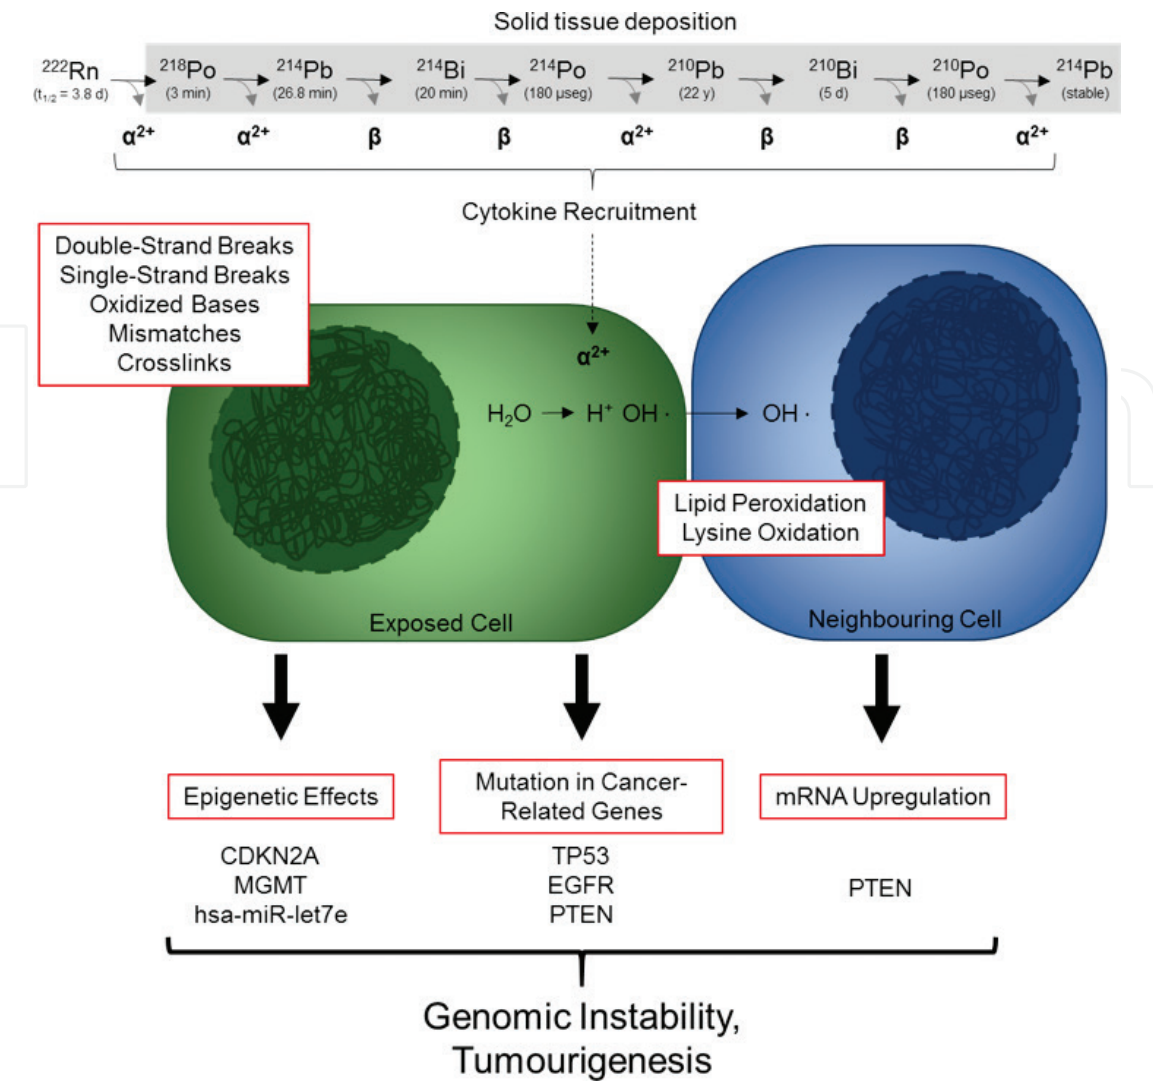 Solid tissue deposition
²²²Rn ²¹⁸Po ²¹⁴Pb ²¹⁴Bi ²¹⁴Po ²¹⁰Pb ²¹⁰Bi ²¹⁰Po ²¹⁴Pb
(t₁/₂ = 3.8 d) (3 min) (26.8 min) (20 min) (180 µseg) (22 y) (5 d) (180 µseg) (stable)
α²⁺ α²⁺ β β α²⁺ β β α²⁺
Cytokine Recruitment
Double-Strand Breaks
Single-Strand Breaks
Oxidized Bases
Mismatches
Crosslinks
α²⁺
H₂O → H⁺ OH · → OH ·
Lipid Peroxidation
Lysine Oxidation
Exposed Cell
Neighbouring Cell
Epigenetic Effects
CDKN2A
MGMT
hsa-miR-let7e
Mutation in Cancer-
Related Genes
TP53
EGFR
PTEN
mRNA Upregulation
PTEN
Genomic Instability,
Tumourigenesis